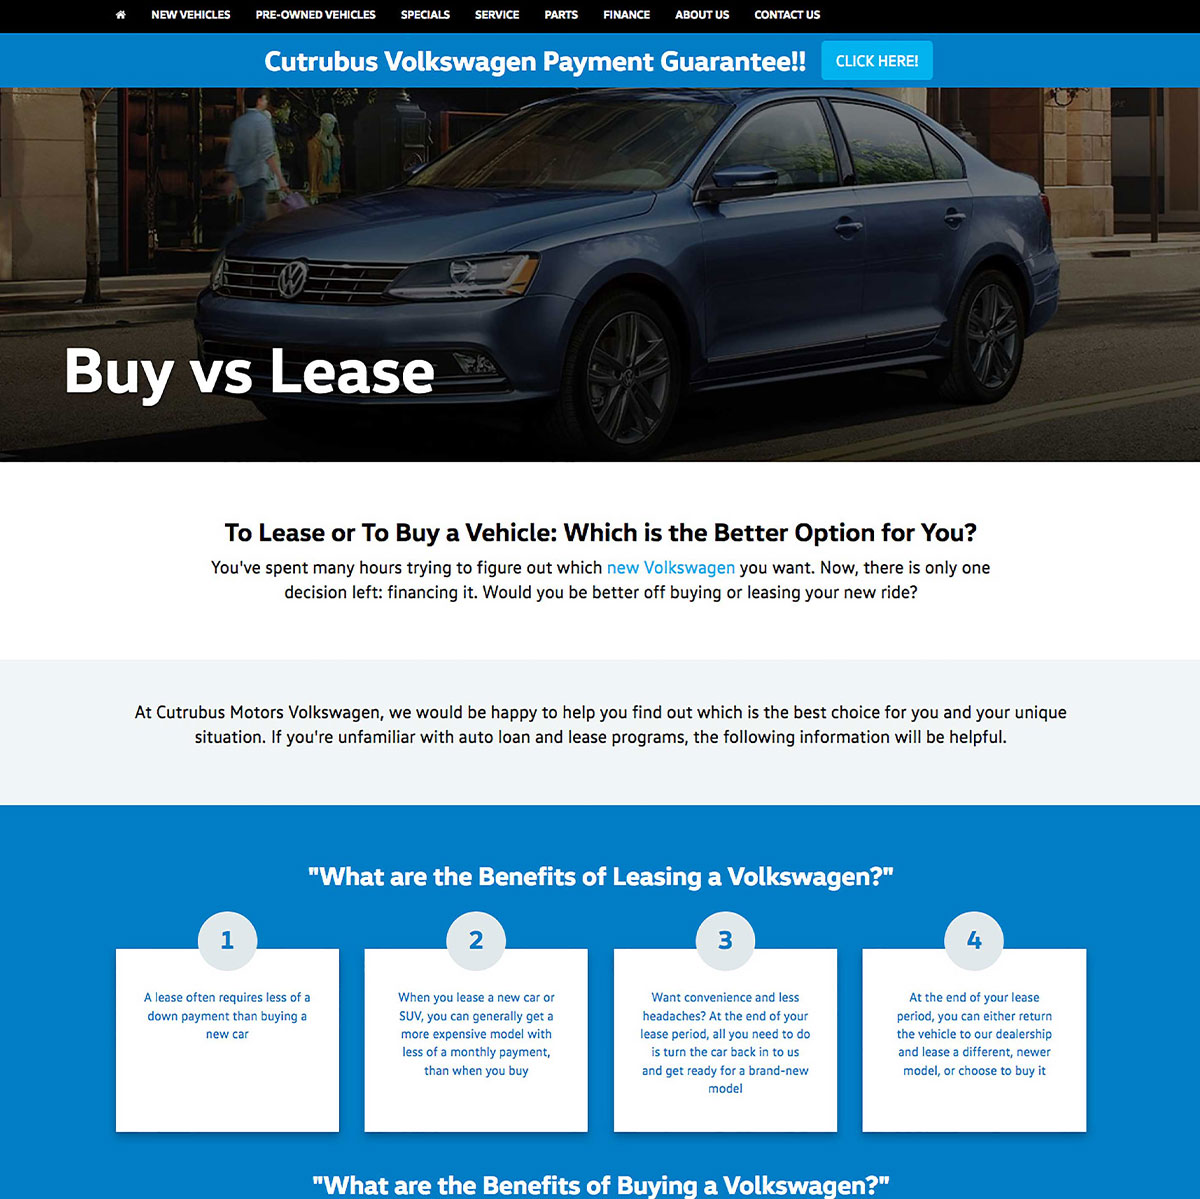 NEW VEHICLES PRE-OWNED VEHICLES SPECIALS SERVICE PARTS FINANCE ABOUT US CONTACT US
Cutrubus Volkswagen Payment Guarantee!! CLICK HERE!
Buy vs Lease
To Lease or To Buy a Vehicle: Which is the Better Option for You?
You've spent many hours trying to figure out which new Volkswagen you want. Now, there is only one
decision left: financing it. Would you be better off buying or leasing your new ride?
At Cutrubus Motors Volkswagen, we would be happy to help you find out which is the best choice for you and your unique
situation. If you're unfamiliar with auto loan and lease programs, the following information will be helpful.
"What are the Benefits of Leasing a Volkswagen?"
1
A lease often requires less of a
down payment than buying a
new car
2
When you lease a new car or
SUV, you can generally get a
more expensive model with
less of a monthly payment,
than when you buy
3
Want convenience and less
headaches? At the end of your
lease period, all you need to do
is turn the car back in to us
and get ready for a brand-new
model
4
At the end of your lease
period, you can either return
the vehicle to our dealership
and lease a different, newer
model, or choose to buy it
"What are the Benefits of Buying a Volkswagen?"